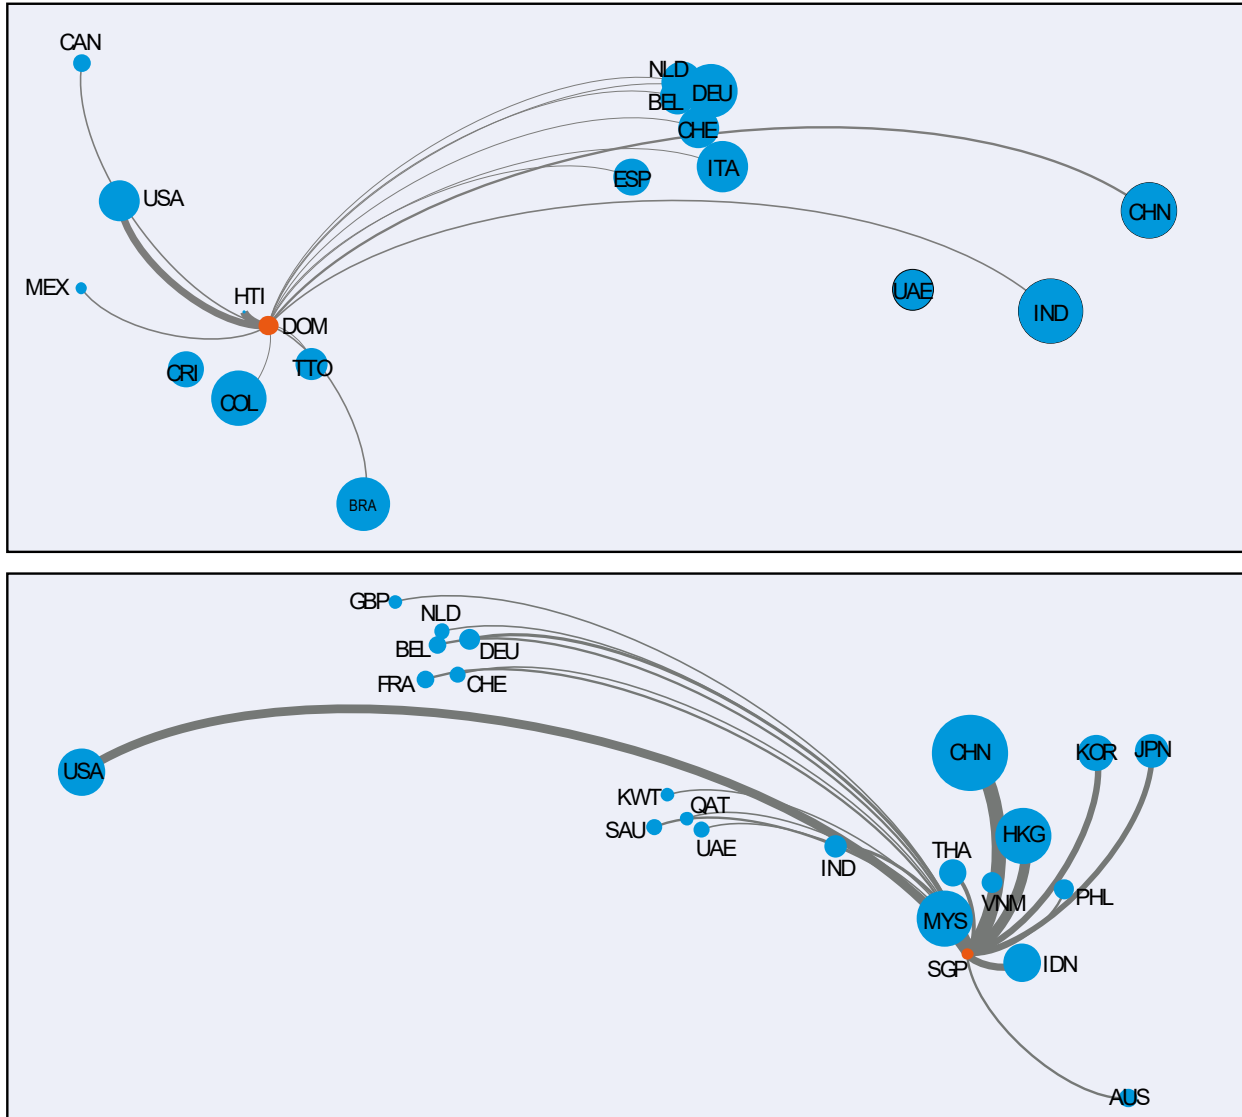 CAN
NLD
DEU
BEL
CHE
ITA
ESP
USA
CHN
MEX
HTI
UAE
IND
DOM
TTO
CRI
COL
BRA
GBP
NLD
BEL
DEU
FRA
CHE
USA
CHN
KOR
JPN
KWT
QAT
SAU
UAE
HKG
THA
IND
VNM
PHL
MYS
SGP
IDN
AUS